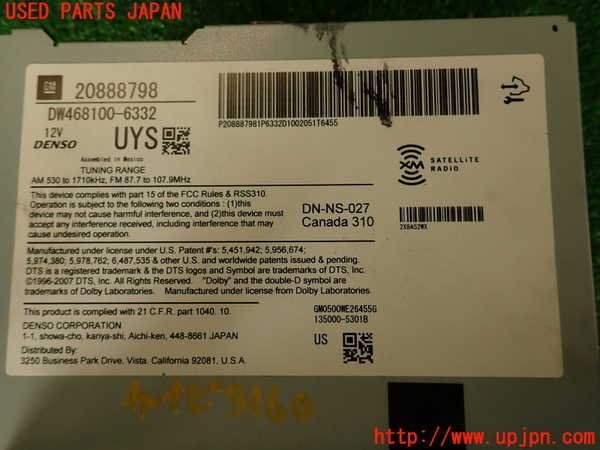 USED PARTS JAPAN
GM
20888798
DW468100-6332
12V
DENSO
UYS
Assembled in Mexico
TUNING RANGE
AM 530 to 1710kHz, FM 87.7 to 107.9MHz
P208887981P6332D1002051T6455
XM SATELLITE RADIO
This device complies with part 15 of the FCC Rules & RSS310.
Operation is subject to the following two conditions : (1)this
device may not cause harmful interference, and (2)this device must
accept any interference received, including interference that may
cause undesired operation.
DN-NS-027
Canada 310
2X8AS2WX
Manufactured under license under U.S. Patent #'s: 5,451,942; 5,956,674;
5,974,380; 5,978,762; 6,487,535 & other U.S. and worldwide patents issued & pending.
DTS is a registered trademark & the DTS logos and Symbol are trademarks of DTS, Inc.
©1996-2007 DTS, Inc. All Rights Reserved. "Dolby" and the double-D symbol are
trademarks of Dolby Laboratories. Manufactured under license from Dolby Laboratories.
This product is complied with 21 C.F.R. part 1040. 10.
GM0500WE26455G
135000-5301B
DENSO CORPORATION
1-1, showa-cho, kariya-shi, Aichi-ken, 448-8661 JAPAN
US
Distributed By:
3250 Business Park Drive, Vista, California 92081, U.S.A.
3160
http://www.upjpn.com/